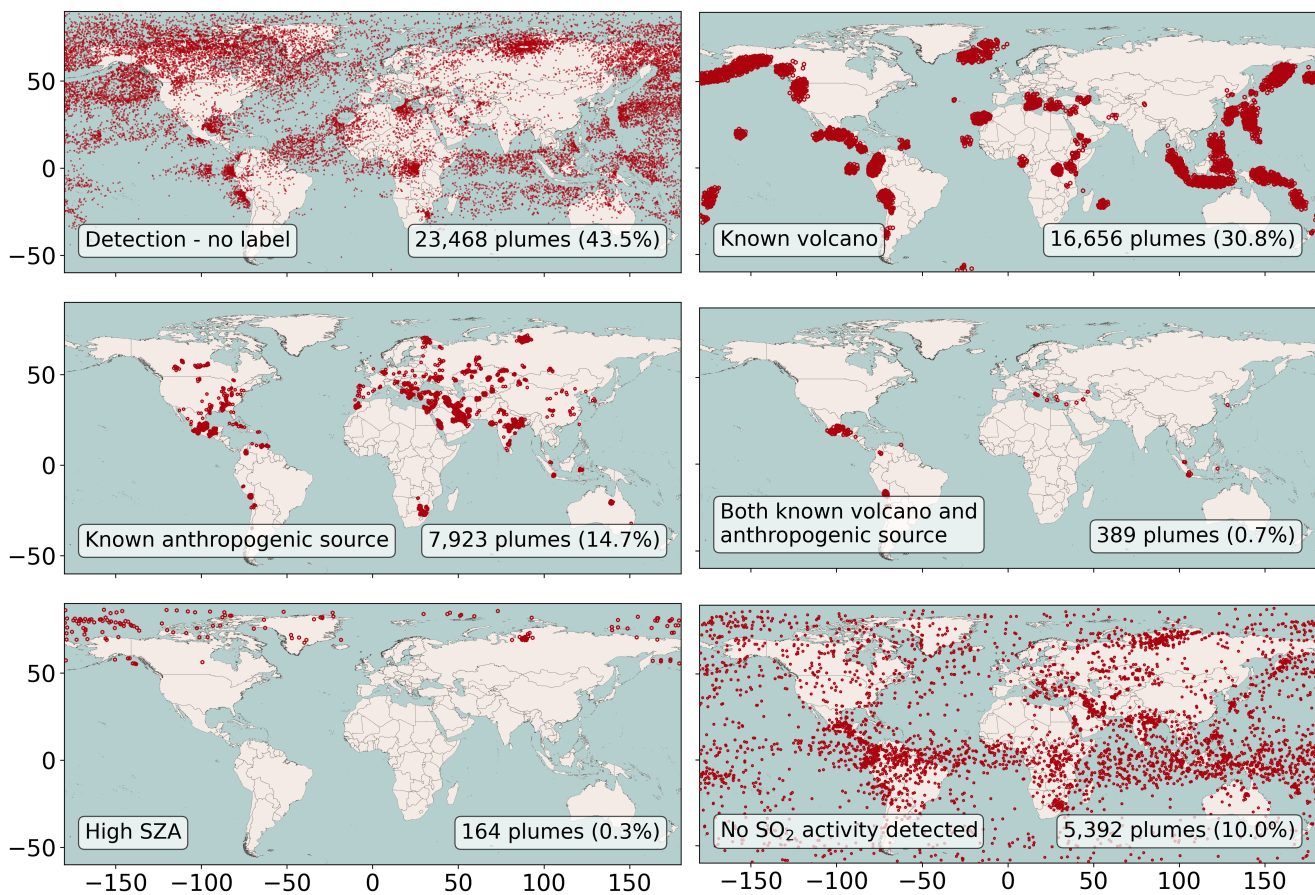 50
0
−50
Detection - no label
23,468 plumes (43.5%)
Known volcano
16,656 plumes (30.8%)
50
0
−50
Known anthropogenic source
7,923 plumes (14.7%)
Both known volcano and
anthropogenic source
389 plumes (0.7%)
50
0
−50
High SZA
164 plumes (0.3%)
No SO₂ activity detected
5,392 plumes (10.0%)
−150 −100 −50 0 50 100 150
−150 −100 −50 0 50 100 150